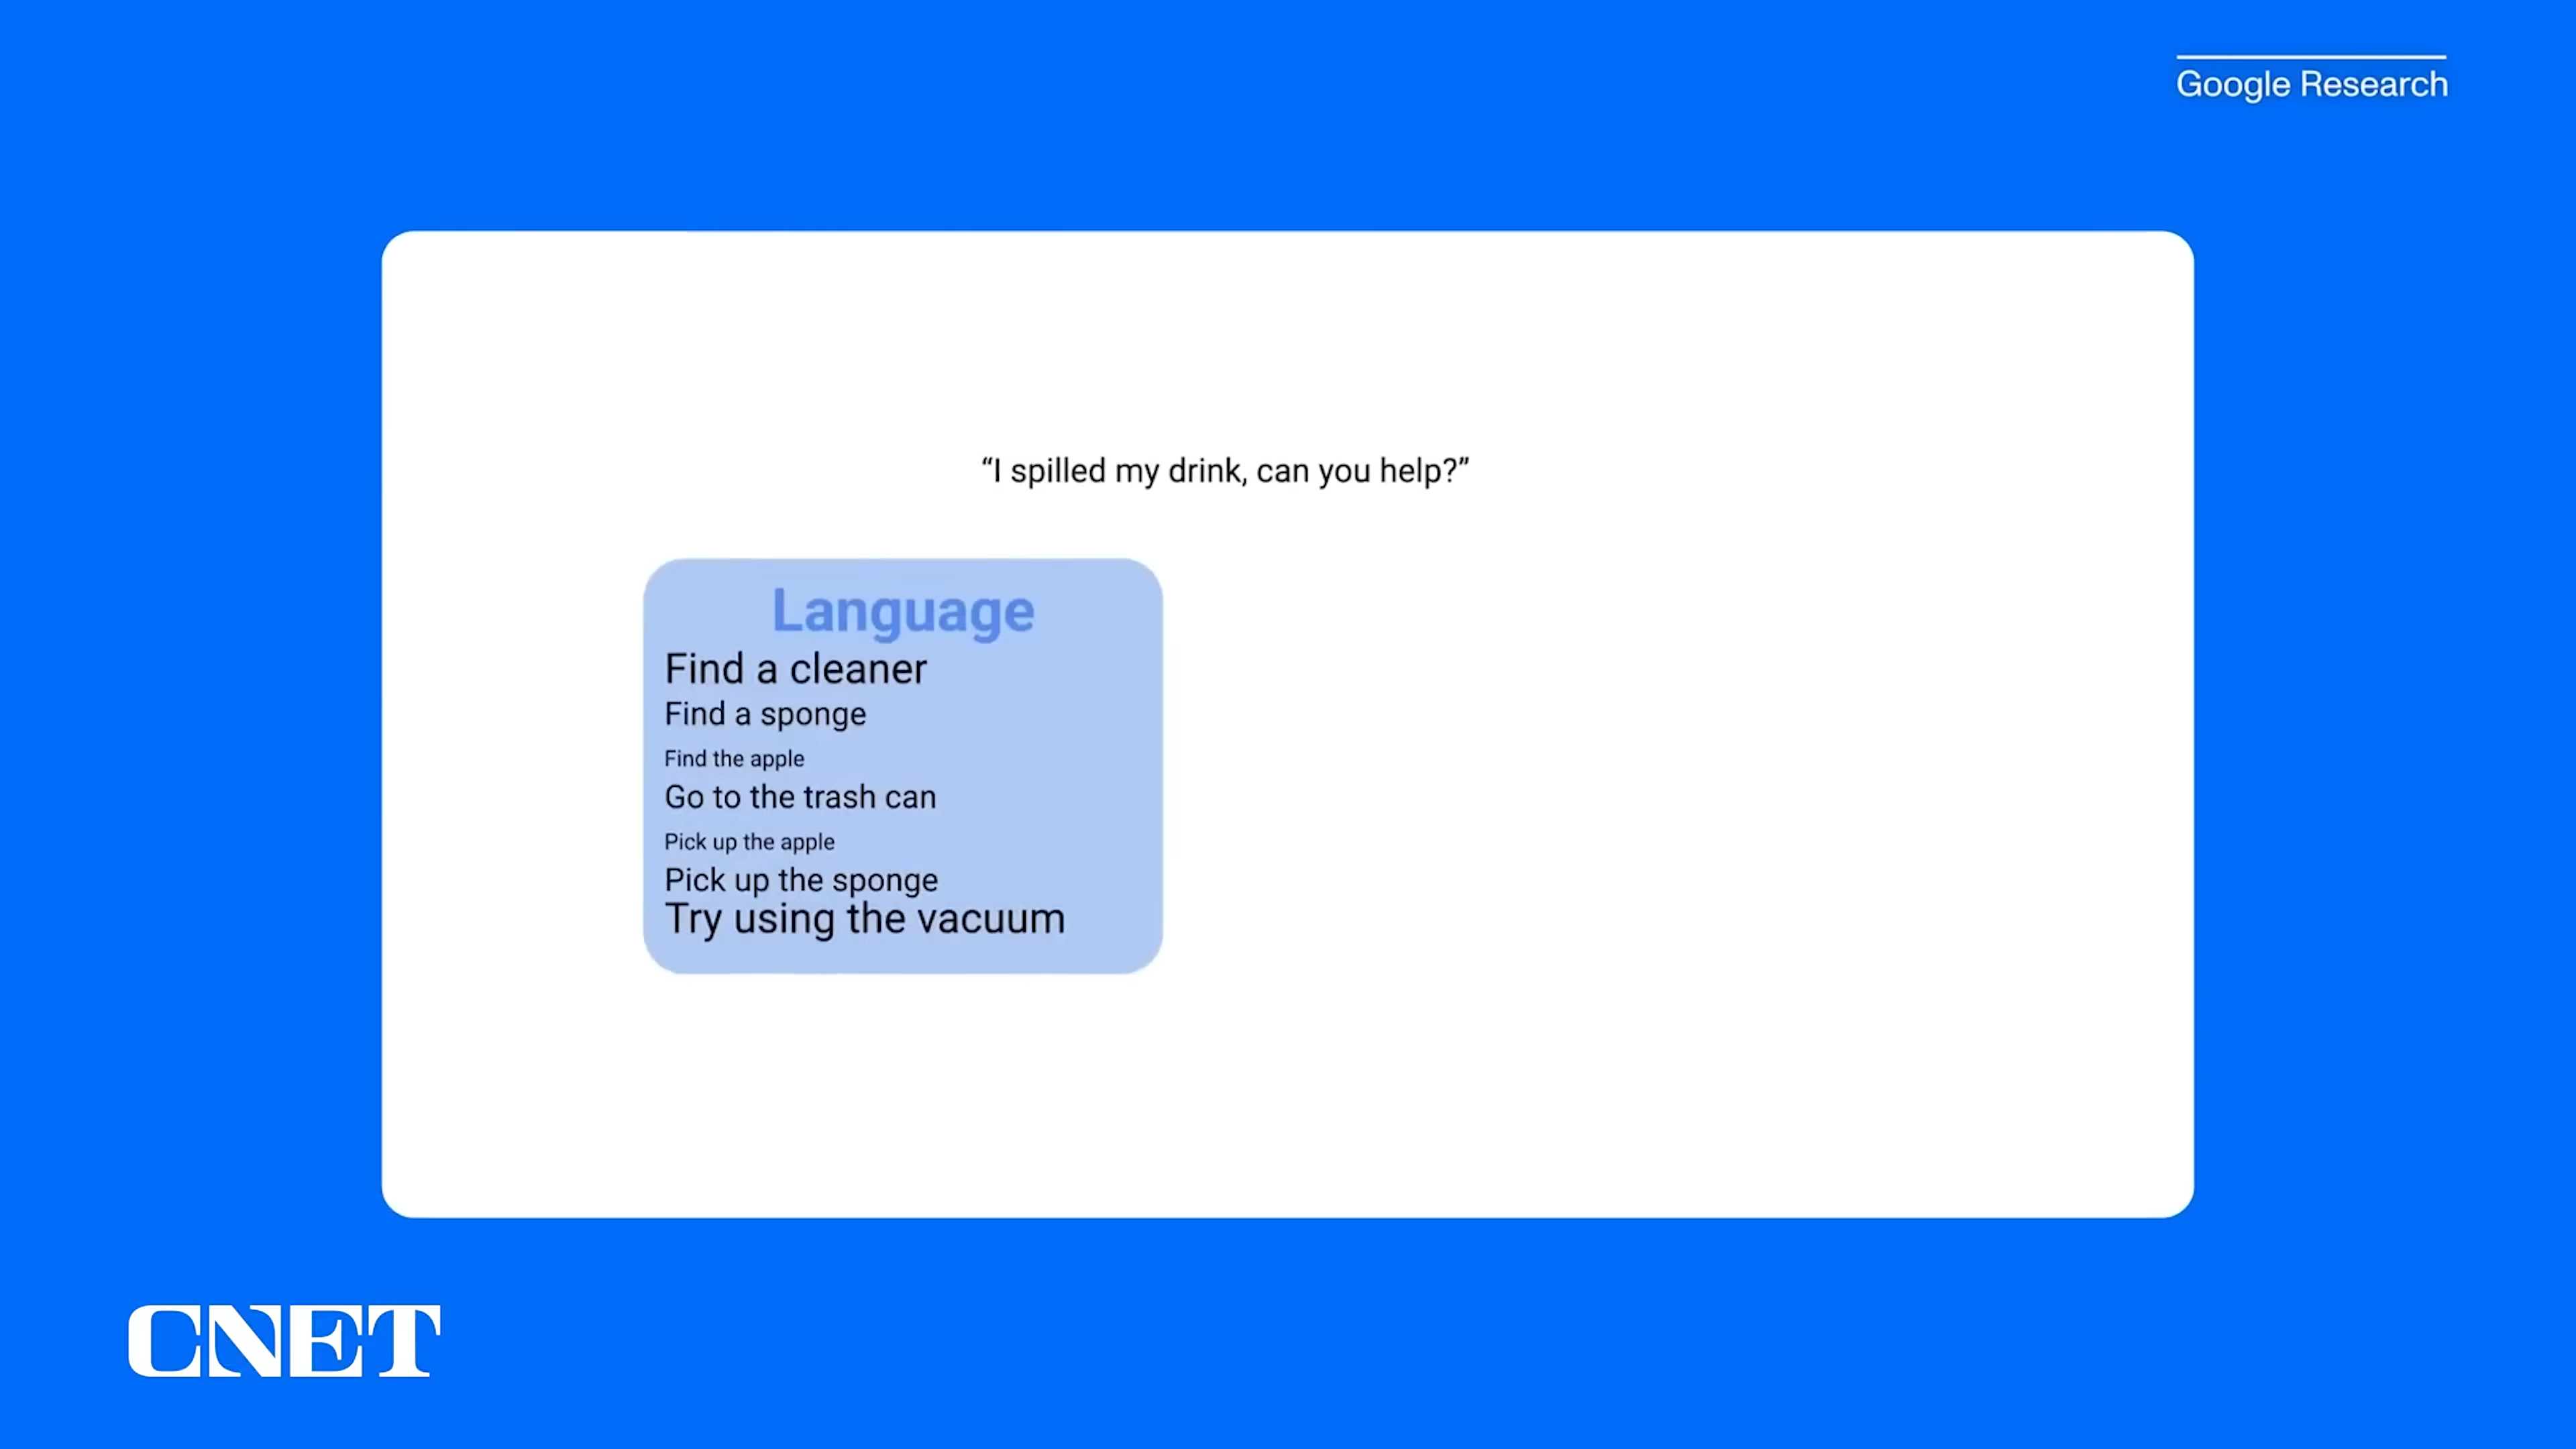 Google Research
“I spilled my drink, can you help?”
Language
Find a cleaner
Find a sponge
Find the apple
Go to the trash can
Pick up the apple
Pick up the sponge
Try using the vacuum
CNET